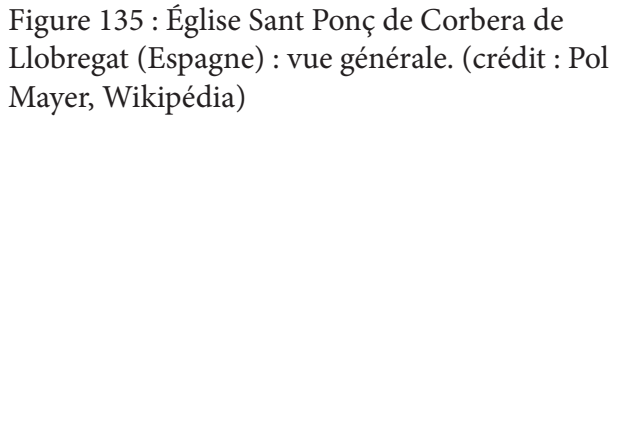 Figure 135 : Église Sant Ponç de Corbera de
Llobregat (Espagne) : vue générale. (crédit : Pol
Mayer, Wikipédia)